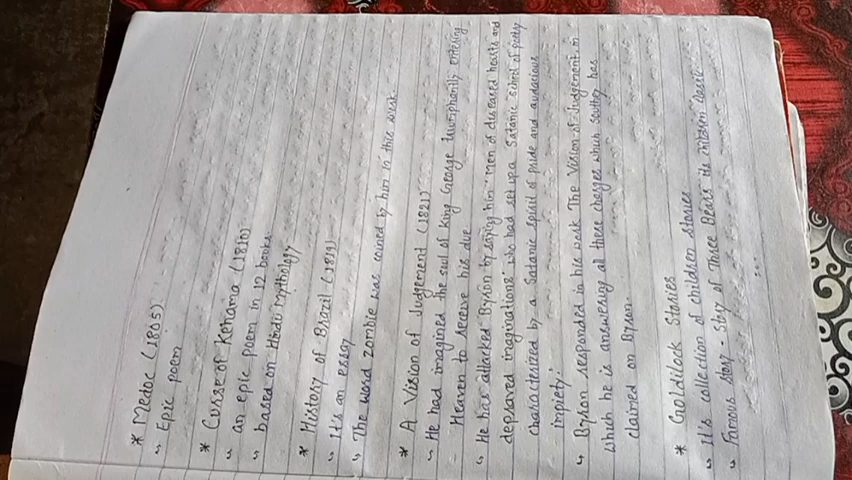 * Medoc (1805)
↳ Epic poem
* Curse of Kehama (1810)
↳ an epic poem in 12 books
↳ based on Hindu Mythology
* History of Brazil (1819)
↳ It's an essay
↳ The word zombie was coined by him in this work.
* A Vision of Judgement (1821)
↳ He had imagined the soul of King George triumphantly entering
Heaven to receive his due
↳ He has attacked Byron by saying him "Men of diseased hearts and
depraved imaginations" who had set up a Satanic school of poetry
characterized by a Satanic spirit of pride and audacious
impiety.'
↳ Byron responded in his work The Vision of Judgement in
which he is answering all these charges which Southey has
claimed on Byron.
* Goldilock Stories
↳ It's collection of children stories
↳ Famous story - Story of Three Bears its children classic